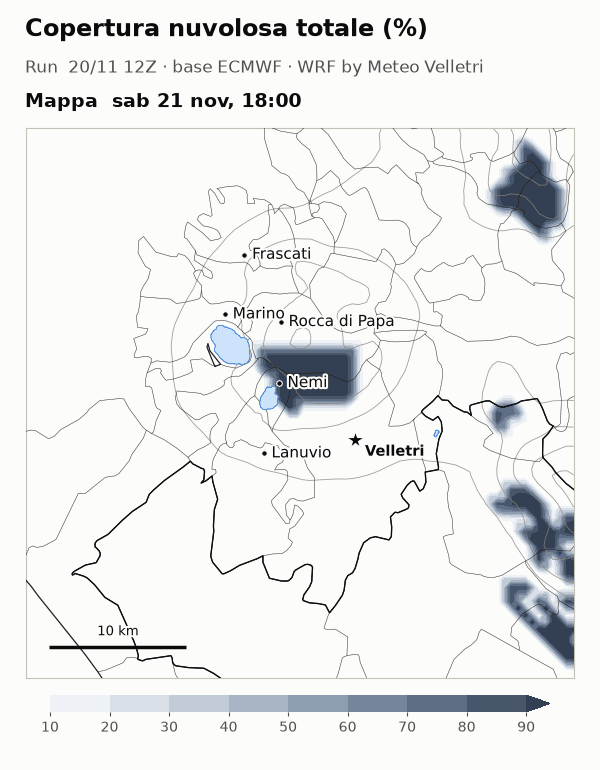 Copertura nuvolosa totale (%)
Run  20/11 12Z · base ECMWF · WRF by Meteo Velletri
Mappa  sab 21 nov, 18:00
Frascati
Marino
Rocca di Papa
Nemi
Velletri
Lanuvio
10 km
10 20 30 40 50 60 70 80 90